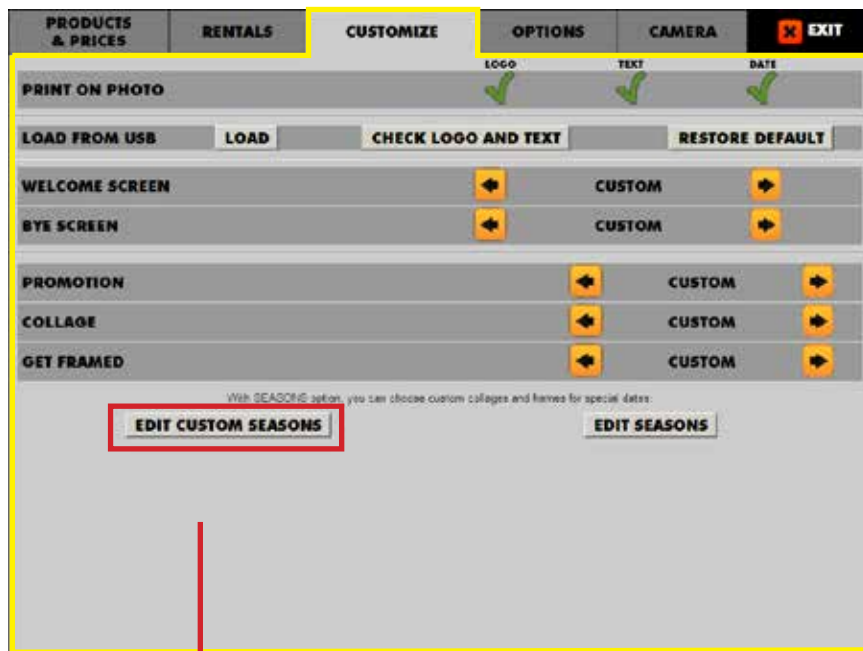 PRODUCTS
& PRICES
RENTALS
CUSTOMIZE
OPTIONS
CAMERA
X EXIT
LOGO TEXT DATE
PRINT ON PHOTO
LOAD FROM USB LOAD CHECK LOGO AND TEXT RESTORE DEFAULT
WELCOME SCREEN CUSTOM
BYE SCREEN CUSTOM
PROMOTION CUSTOM
COLLAGE CUSTOM
GET FRAMED CUSTOM
With SEASONS option, you can choose custom collages and frames for special dates:
EDIT CUSTOM SEASONS EDIT SEASONS